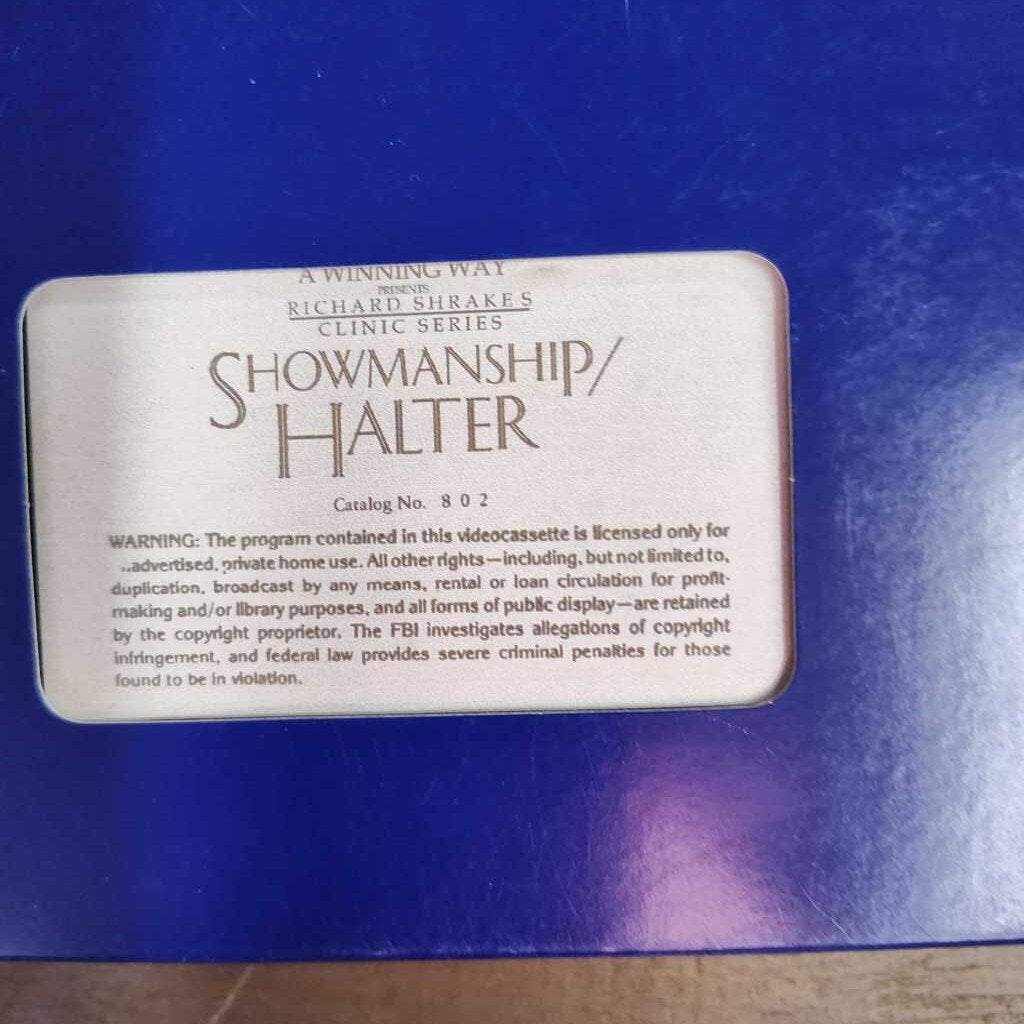 A WINNING WAY
PRESENTS
RICHARD SHRAKE S
CLINIC SERIES
SHOWMANSHIP/
HALTER
Catalog No. 8 0 2
WARNING: The program contained in this videocassette is licensed only for
..advertised, private home use. All other rights—including, but not limited to,
duplication, broadcast by any means, rental or loan circulation for profit-
making and/or library purposes, and all forms of public display—are retained
by the copyright proprietor. The FBI investigates allegations of copyright
infringement, and federal law provides severe criminal penalties for those
found to be in violation.